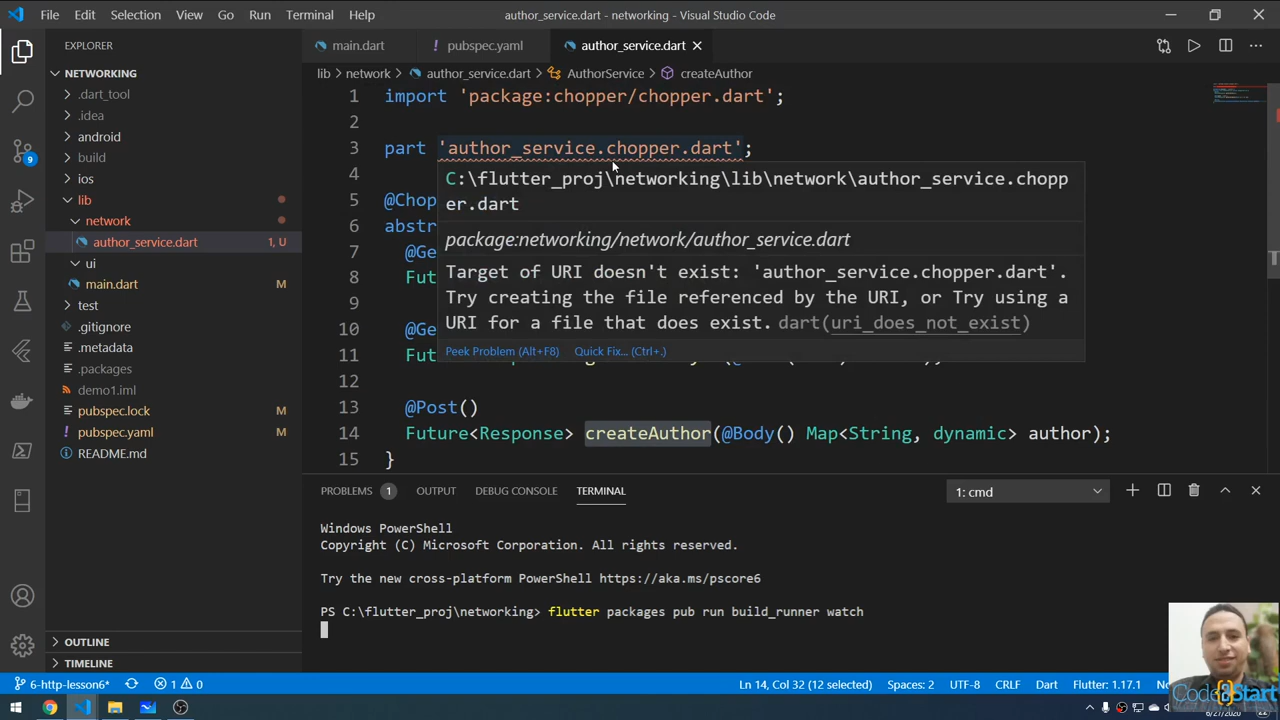 File Edit Selection View Go Run Terminal Help
author_service.dart - networking - Visual Studio Code
EXPLORER
NETWORKING
.dart_tool
.idea
android
build
ios
lib
network
author_service.dart 1, U
ui
main.dart M
test
.gitignore
.metadata
.packages
demo1.iml
pubspec.lock M
pubspec.yaml M
README.md
OUTLINE
TIMELINE
9
main.dart
pubspec.yaml
author_service.dart
lib network author_service.dart AuthorService createAuthor
1 import 'package:chopper/chopper.dart';
2
3 part 'author_service.chopper.dart';
4
5 @Chop
6 abstra
7 @Ge
8 Fut
9
10 @Ge
11 Fut
12
13 @Post()
14 Future<Response> createAuthor(@Body() Map<String, dynamic> author);
15 }
C:\flutter_proj\networking\lib\network\author_service.chopp
er.dart
package:networking/network/author_service.dart
Target of URI doesn't exist: 'author_service.chopper.dart'.
Try creating the file referenced by the URI, or Try using a
URI for a file that does exist. dart(uri_does_not_exist)
Peek Problem (Alt+F8) Quick Fix... (Ctrl+.)
PROBLEMS 1 OUTPUT DEBUG CONSOLE TERMINAL
1: cmd
Windows PowerShell
Copyright (C) Microsoft Corporation. All rights reserved.
Try the new cross-platform PowerShell https://aka.ms/pscore6
PS C:\flutter_proj\networking> flutter packages pub run build_runner watch
6-http-lesson6* 1 0
Ln 14, Col 32 (12 selected) Spaces: 2 UTF-8 CRLF Dart Flutter: 1.17.1
Code Start
6/27/2020